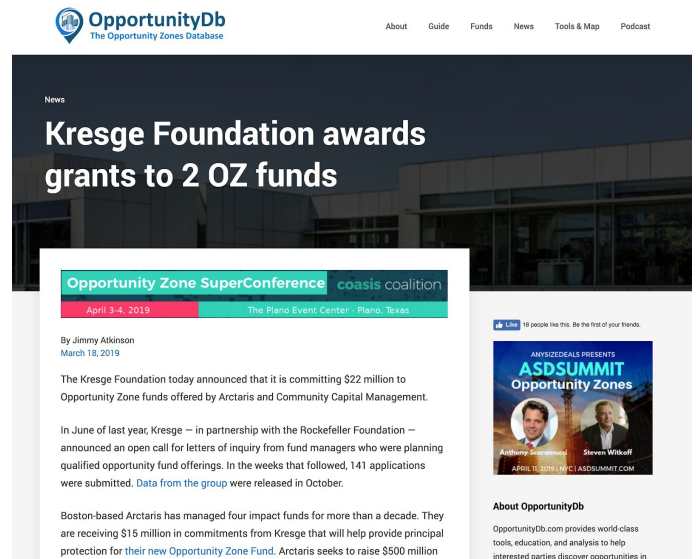 OpportunityDb
The Opportunity Zones Database
About Guide Funds News Tools & Map Podcast
News
Kresge Foundation awards
grants to 2 OZ funds
Opportunity Zone SuperConference coasis coalition
April 3-4, 2019 The Plano Event Center - Plano, Texas
By Jimmy Atkinson
March 18, 2019
The Kresge Foundation today announced that it is committing $22 million to
Opportunity Zone funds offered by Arctaris and Community Capital Management.
In June of last year, Kresge — in partnership with the Rockefeller Foundation —
announced an open call for letters of inquiry from fund managers who were planning
qualified opportunity fund offerings. In the weeks that followed, 141 applications
were submitted. Data from the group were released in October.
Boston-based Arctaris has managed four impact funds for more than a decade. They
are receiving $15 million in commitments from Kresge that will help provide principal
protection for their new Opportunity Zone Fund. Arctaris seeks to raise $500 million
Like 18 people like this. Be the first of your friends.
ANYSIZEDEALS PRESENTS
ASDSUMMIT
Opportunity Zones
Anthony Scaramucci Steven Witkoff
APRIL 11, 2019 | NYC | ASDSUMMIT.COM
About OpportunityDb
OpportunityDb.com provides world-class
tools, education, and analysis to help
interested parties discover opportunities in